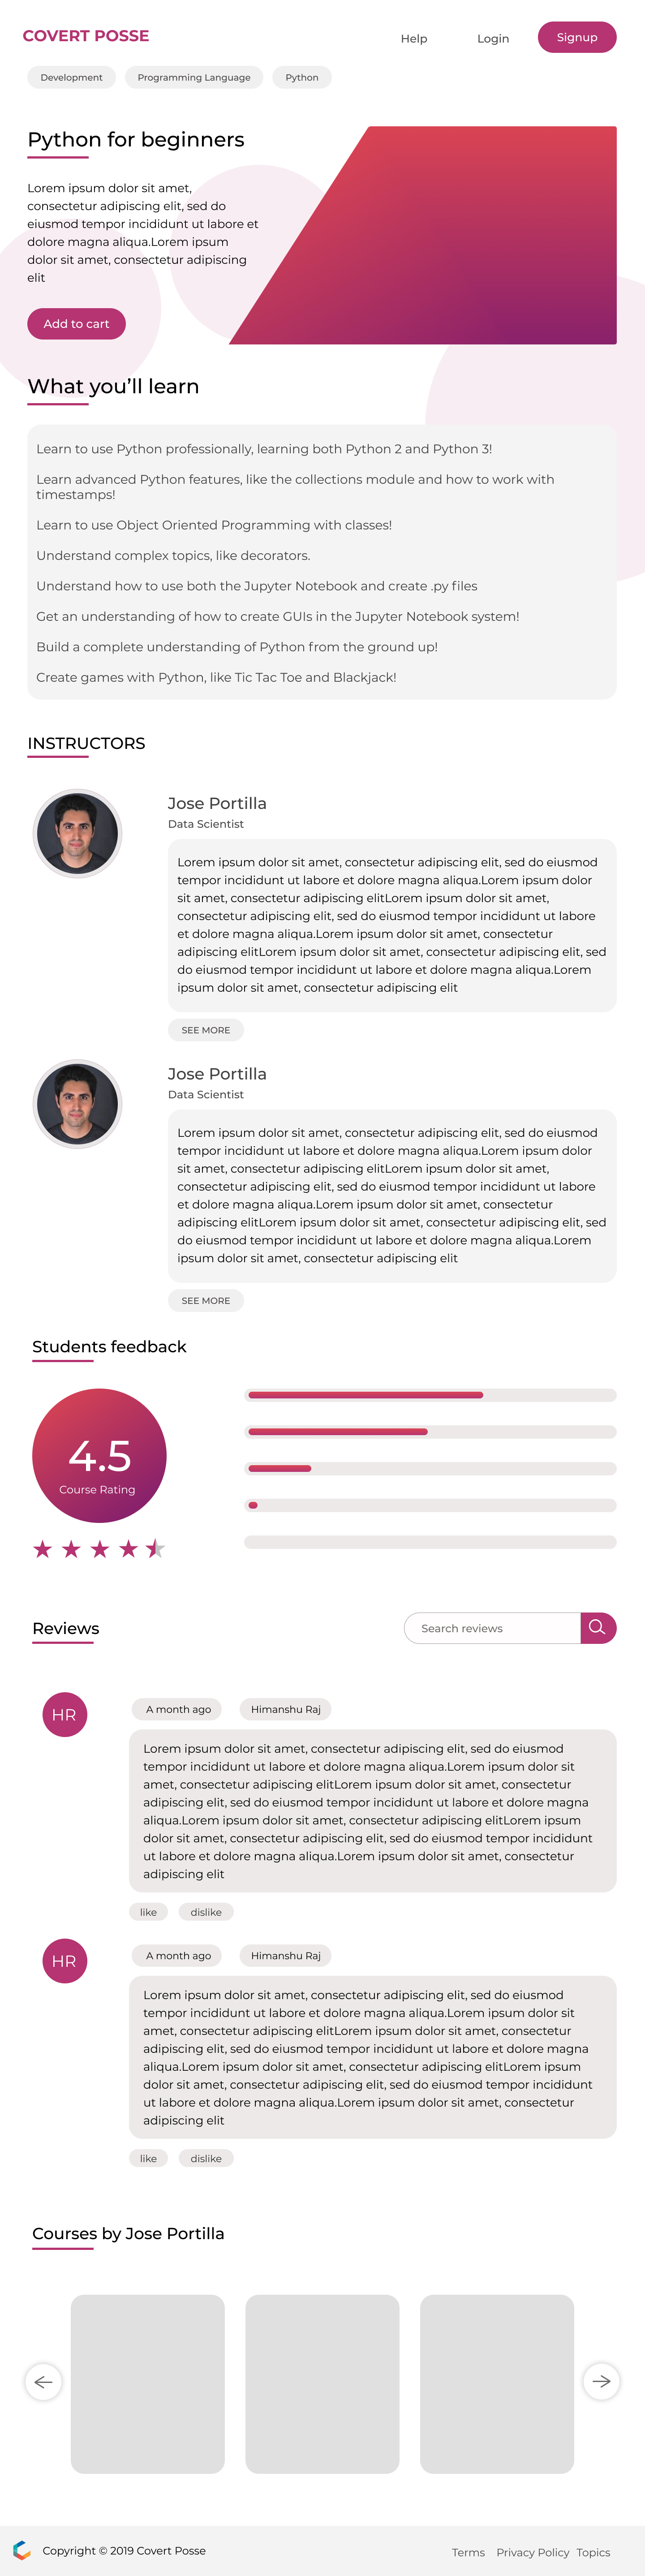 COVERT POSSE
Help
Login
Signup
Development
Programming Language
Python
Python for beginners
Lorem ipsum dolor sit amet,
consectetur adipiscing elit, sed do
eiusmod tempor incididunt ut labore et
dolore magna aliqua.Lorem ipsum
dolor sit amet, consectetur adipiscing
elit
Add to cart
What you’ll learn
Learn to use Python professionally, learning both Python 2 and Python 3!
Learn advanced Python features, like the collections module and how to work with
timestamps!
Learn to use Object Oriented Programming with classes!
Understand complex topics, like decorators.
Understand how to use both the Jupyter Notebook and create .py files
Get an understanding of how to create GUIs in the Jupyter Notebook system!
Build a complete understanding of Python from the ground up!
Create games with Python, like Tic Tac Toe and Blackjack!
INSTRUCTORS
Jose Portilla
Data Scientist
Lorem ipsum dolor sit amet, consectetur adipiscing elit, sed do eiusmod
tempor incididunt ut labore et dolore magna aliqua.Lorem ipsum dolor
sit amet, consectetur adipiscing elitLorem ipsum dolor sit amet,
consectetur adipiscing elit, sed do eiusmod tempor incididunt ut labore
et dolore magna aliqua.Lorem ipsum dolor sit amet, consectetur
adipiscing elitLorem ipsum dolor sit amet, consectetur adipiscing elit, sed
do eiusmod tempor incididunt ut labore et dolore magna aliqua.Lorem
ipsum dolor sit amet, consectetur adipiscing elit
SEE MORE
Jose Portilla
Data Scientist
Lorem ipsum dolor sit amet, consectetur adipiscing elit, sed do eiusmod
tempor incididunt ut labore et dolore magna aliqua.Lorem ipsum dolor
sit amet, consectetur adipiscing elitLorem ipsum dolor sit amet,
consectetur adipiscing elit, sed do eiusmod tempor incididunt ut labore
et dolore magna aliqua.Lorem ipsum dolor sit amet, consectetur
adipiscing elitLorem ipsum dolor sit amet, consectetur adipiscing elit, sed
do eiusmod tempor incididunt ut labore et dolore magna aliqua.Lorem
ipsum dolor sit amet, consectetur adipiscing elit
SEE MORE
Students feedback
4.5
Course Rating
Reviews
Search reviews
HR
A month ago
Himanshu Raj
Lorem ipsum dolor sit amet, consectetur adipiscing elit, sed do eiusmod
tempor incididunt ut labore et dolore magna aliqua.Lorem ipsum dolor sit
amet, consectetur adipiscing elitLorem ipsum dolor sit amet, consectetur
adipiscing elit, sed do eiusmod tempor incididunt ut labore et dolore magna
aliqua.Lorem ipsum dolor sit amet, consectetur adipiscing elitLorem ipsum
dolor sit amet, consectetur adipiscing elit, sed do eiusmod tempor incididunt
ut labore et dolore magna aliqua.Lorem ipsum dolor sit amet, consectetur
adipiscing elit
like
dislike
HR
A month ago
Himanshu Raj
Lorem ipsum dolor sit amet, consectetur adipiscing elit, sed do eiusmod
tempor incididunt ut labore et dolore magna aliqua.Lorem ipsum dolor sit
amet, consectetur adipiscing elitLorem ipsum dolor sit amet, consectetur
adipiscing elit, sed do eiusmod tempor incididunt ut labore et dolore magna
aliqua.Lorem ipsum dolor sit amet, consectetur adipiscing elitLorem ipsum
dolor sit amet, consectetur adipiscing elit, sed do eiusmod tempor incididunt
ut labore et dolore magna aliqua.Lorem ipsum dolor sit amet, consectetur
adipiscing elit
like
dislike
Courses by Jose Portilla
Copyright © 2019 Covert Posse
Terms
Privacy Policy
Topics